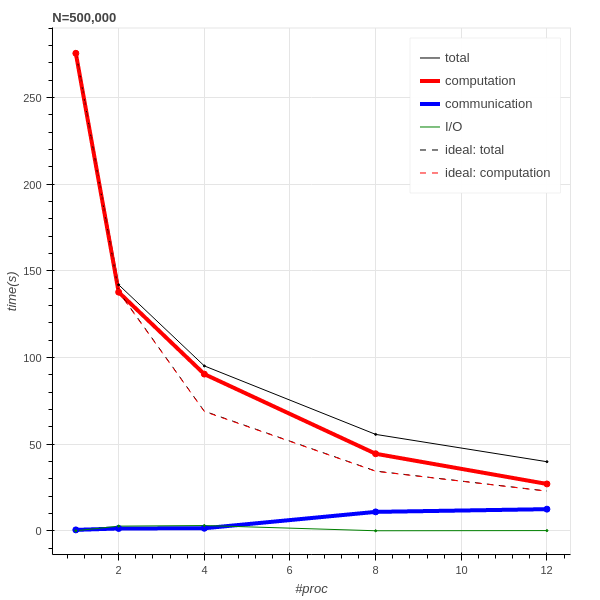 N=500,000
total
computation
communication
I/O
ideal: total
ideal: computation
250
200
150
100
50
0
time(s)
2
4
6
8
10
12
#proc